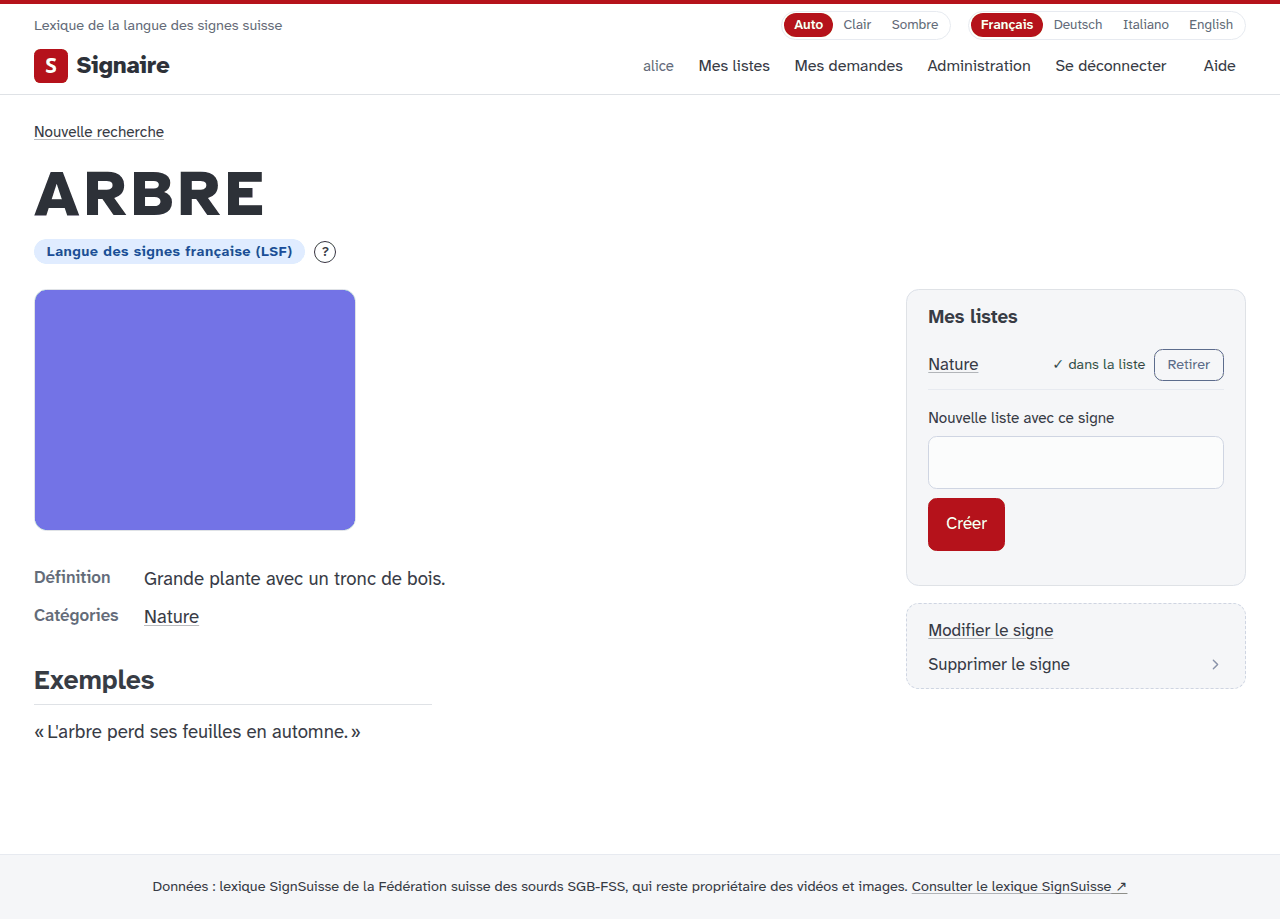 Lexique de la langue des signes suisse
Auto Clair Sombre Français Deutsch Italiano English
S Signaire
alice Mes listes Mes demandes Administration Se déconnecter Aide
Nouvelle recherche
ARBRE
Langue des signes française (LSF) ?
Mes listes
Nature ✓ dans la liste Retirer
Nouvelle liste avec ce signe
Créer
Définition Grande plante avec un tronc de bois.
Catégories Nature
Modifier le signe
Supprimer le signe
Exemples
« L'arbre perd ses feuilles en automne. »
Données : lexique SignSuisse de la Fédération suisse des sourds SGB-FSS, qui reste propriétaire des vidéos et images. Consulter le lexique SignSuisse ↗